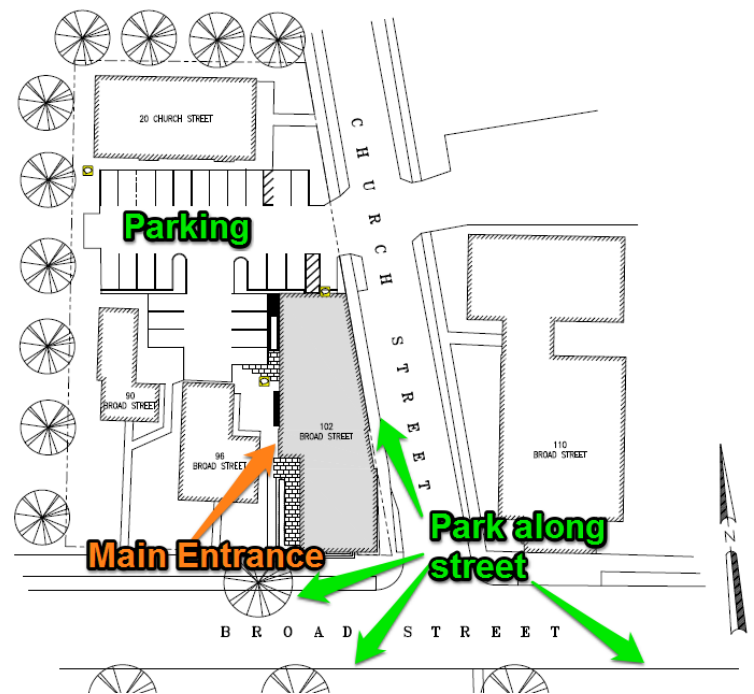 20 CHURCH STREET
CHURCH STREET
Parking
90
BROAD STREET
96
BROAD STREET
102
BROAD STREET
110
BROAD STREET
Main Entrance
Park along
street
N
BROAD STREET